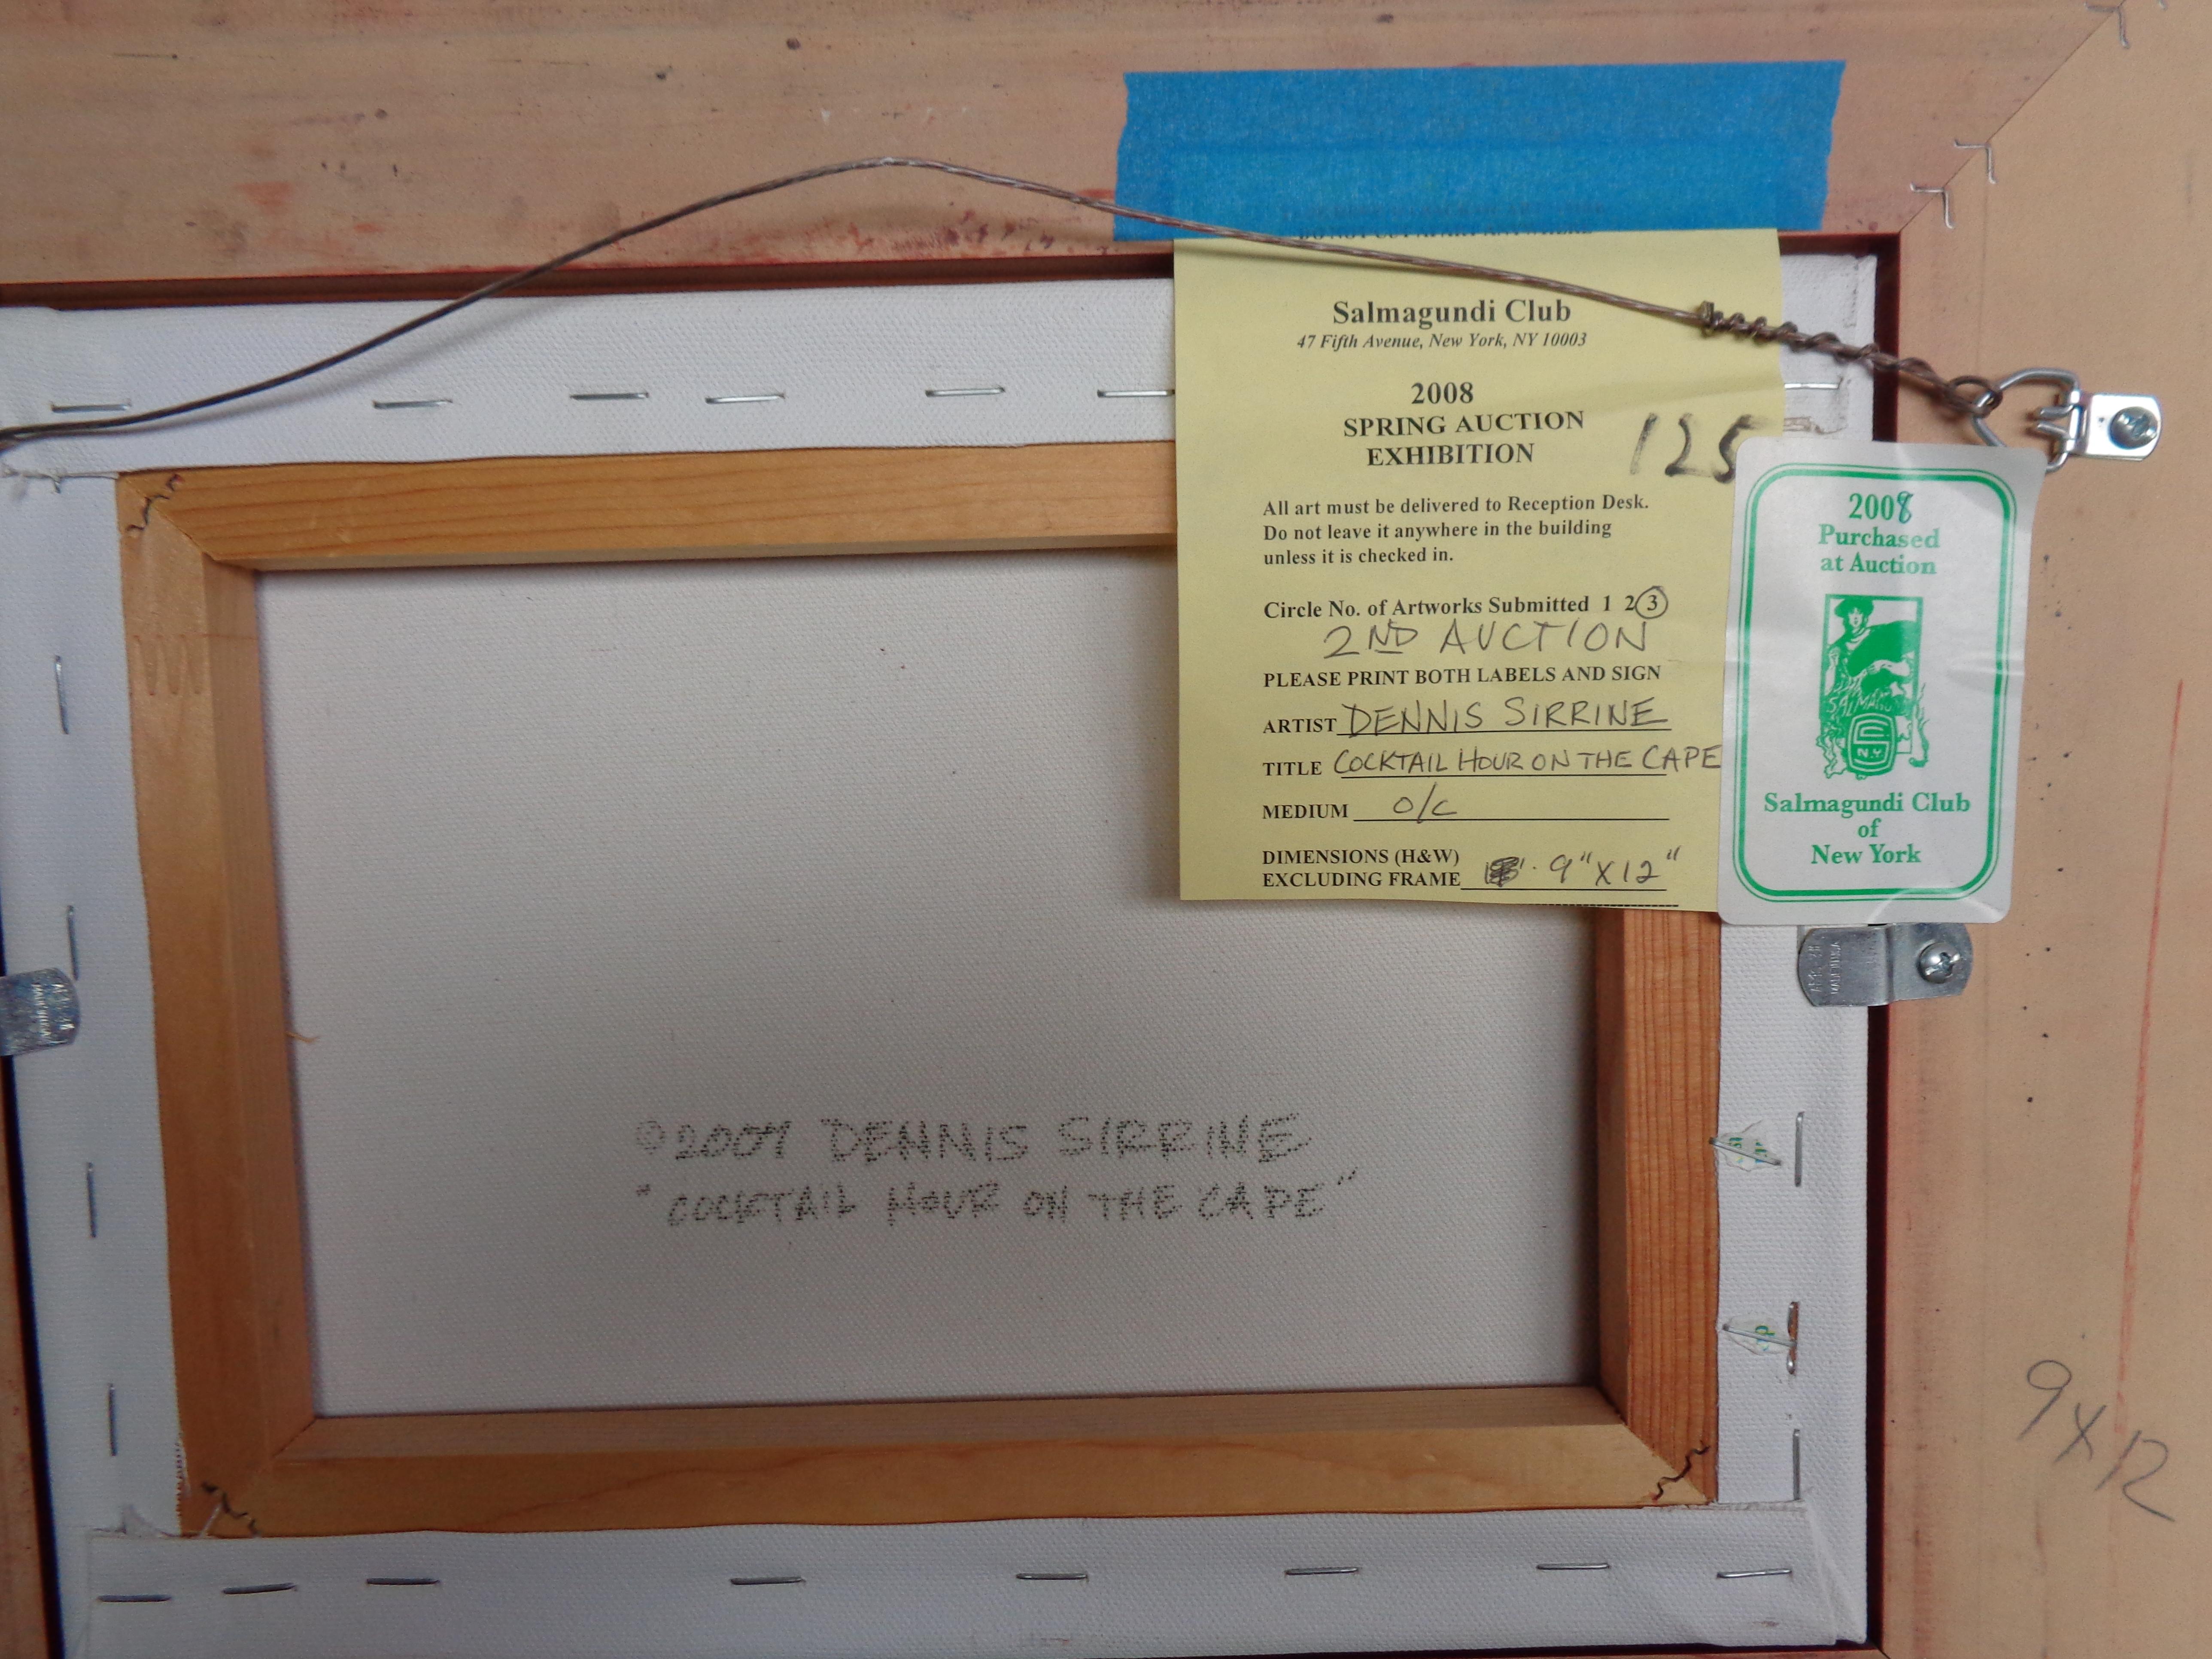 Salmagundi Club
47 Fifth Avenue, New York, NY 10003
2008
SPRING AUCTION
EXHIBITION
125
All art must be delivered to Reception Desk.
Do not leave it anywhere in the building
unless it is checked in.
Circle No. of Artworks Submitted 1 2 3
2ND AUCTION
PLEASE PRINT BOTH LABELS AND SIGN
ARTIST DENNIS SIRRINE
TITLE COCKTAIL HOUR ON THE CAPE
MEDIUM O/C
DIMENSIONS (H&W)
EXCLUDING FRAME 9" X 12"
2008
Purchased
at Auction
SALMAGU
N.Y.
Salmagundi Club
of
New York
© DENNIS SIRRINE
"COCKTAIL HOUR ON THE CAPE"
9 X 12